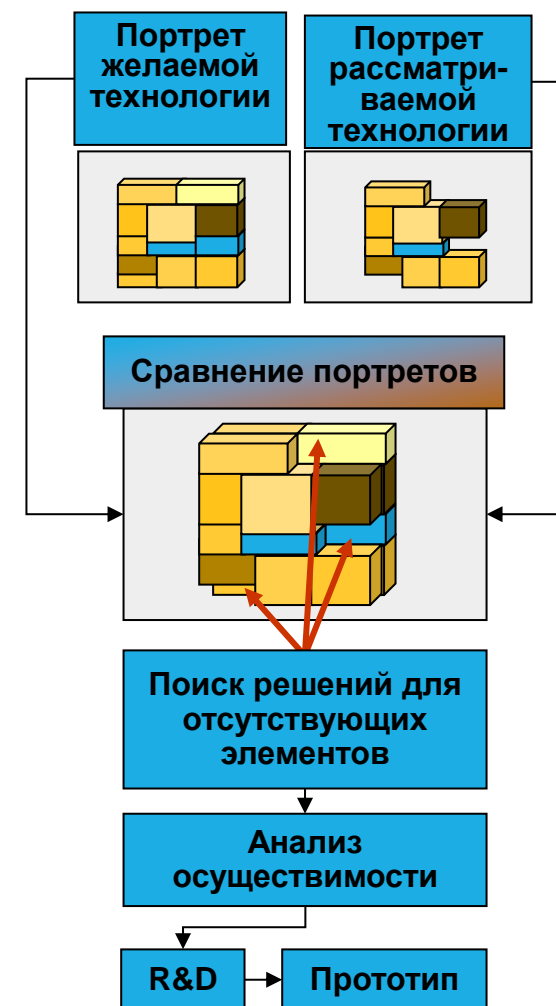 Портрет
желаемой
технологии
Портрет
рассматри-
ваемой
технологии
Сравнение портретов
Поиск решений для
отсутствующих
элементов
Анализ
осуществимости
R&D
Прототип